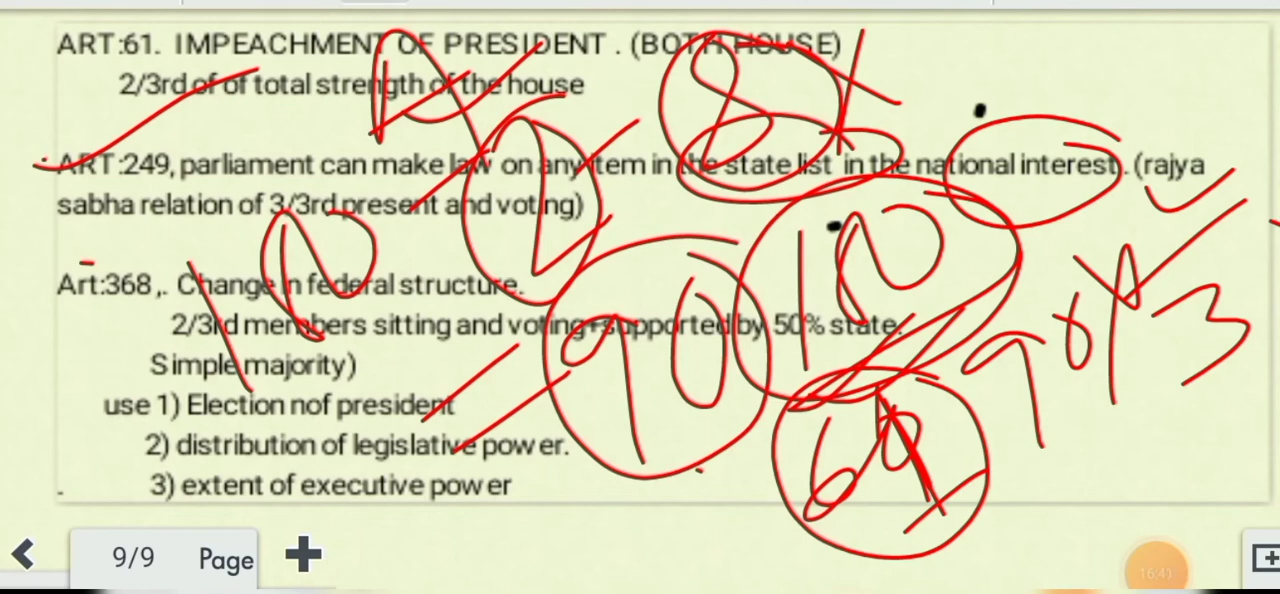 ART:61. IMPEACHMENT OF PRESIDENT . (BOTH HOUSE)
2/3rd of of total strength of the house
ART:249, parliament can make law on any item in the state list in the national interest. (rajya
sabha relation of 3/3rd present and voting)
Art:368,. Change in federal structure.
2/3rd members sitting and voting+supported by 50% state.
Simple majority)
use 1) Election nof president
2) distribution of legislative power.
3) extent of executive power
9/9 Page
16:41